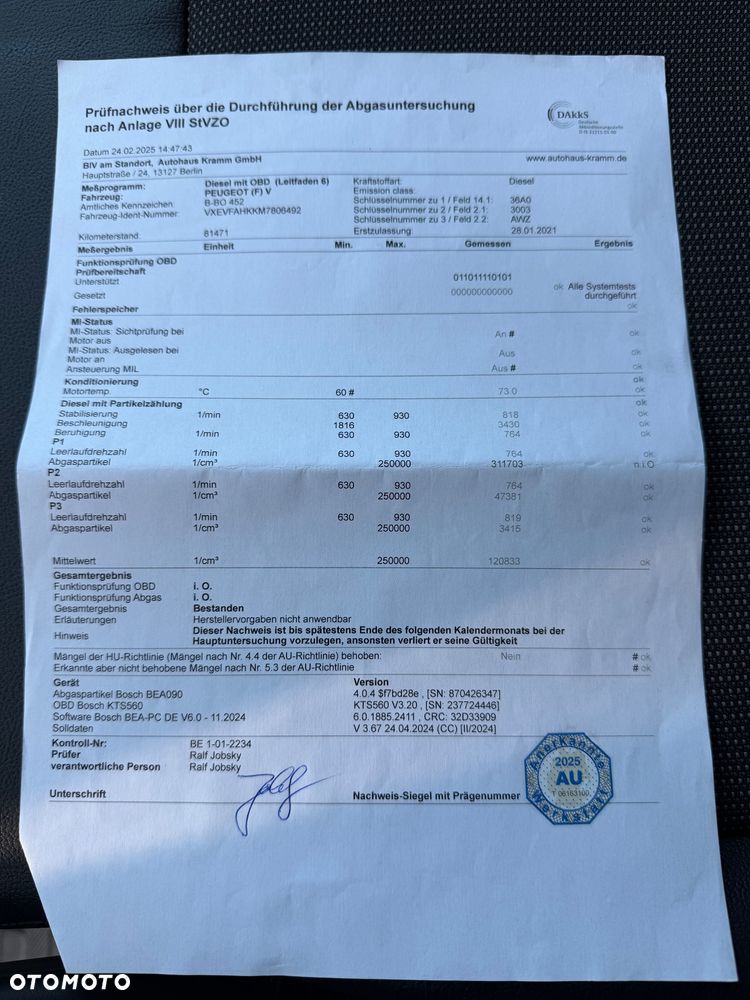 Prüfnachweis über die Durchführung der Abgasuntersuchung
nach Anlage VIII StVZO
DAkkS
Deutsche
Akkreditierungsstelle
Datum 24.02.2025 14:47:43
BIV am Standort, Autohaus Kramm GmbH www.autohaus-kramm.de
Hauptstraße / 24, 13127 Berlin
Meßprogramm: Diesel mit OBD (Leitfaden 6) Kraftstoffart: Diesel
Fahrzeug: PEUGEOT (F) V Emission class:
Amtliches Kennzeichen: B-BO 452 Schlüsselnummer zu 1 / Feld 14.1: 36A0
Fahrzeug-Ident-Nummer: VXEVFAHKKM7806492 Schlüsselnummer zu 2 / Feld 2.1: 3003
Schlüsselnummer zu 3 / Feld 2.2: AWZ
Kilometerstand: 81471 Erstzulassung: 28.01.2021
Meßergebnis Einheit Min. Max. Gemessen Ergebnis
Funktionsprüfung OBD
Prüfbereitschaft
Unterstützt 011011110101
Gesetzt 000000000000 ok Alle Systemtests
durchgeführt
Fehlerspeicher ok
MI-Status
MI-Status: Sichtprüfung bei An # ok
Motor aus
MI-Status: Ausgelesen bei Aus ok
Motor an
Ansteuerung MIL Aus # ok
Konditionierung ok
Motortemp. °C 60 # 73.0 ok
Diesel mit Partikelzählung ok
Stabilisierung 1/min 630 930 818 ok
Beschleunigung 1816 3430 ok
Beruhigung 1/min 630 930 764 ok
P1
Leerlaufdrehzahl 1/min 630 930 764 ok
Abgaspartikel 1/cm³ 250000 311703 n.i.O
P2
Leerlaufdrehzahl 1/min 630 930 764 ok
Abgaspartikel 1/cm³ 250000 47381 ok
P3
Leerlaufdrehzahl 1/min 630 930 819 ok
Abgaspartikel 1/cm³ 250000 3415 ok
Mittelwert 1/cm³ 250000 120833 ok
Gesamtergebnis
Funktionsprüfung OBD i. O.
Funktionsprüfung Abgas i. O.
Gesamtergebnis Bestanden
Erläuterungen Herstellervorgaben nicht anwendbar
Hinweis Dieser Nachweis ist bis spätestens Ende des folgenden Kalendermonats bei der
Hauptuntersuchung vorzulegen, ansonsten verliert er seine Gültigkeit
Mängel der HU-Richtlinie (Mängel nach Nr. 4.4 der AU-Richtlinie) behoben: Nein # ok
Erkannte aber nicht behobene Mängel nach Nr. 5.3 der AU-Richtlinie # ok
Gerät Version
Abgaspartikel Bosch BEA090 4.0.4 $f7bd28e , [SN: 870426347]
OBD Bosch KTS560 KTS560 V3.20 , [SN: 237724446]
Software Bosch BEA-PC DE V6.0 - 11.2024 6.0.1885.2411 , CRC: 32D33909
Solldaten V 3.67 24.04.2024 (CC) [II/2024]
Kontroll-Nr: BE 1-01-2234
Prüfer Ralf Jobsky
verantwortliche Person Ralf Jobsky
Unterschrift Nachweis-Siegel mit Prägenummer
Anerkannte
2025
AU
T 06163100
Werkstatt
OTOMOTO